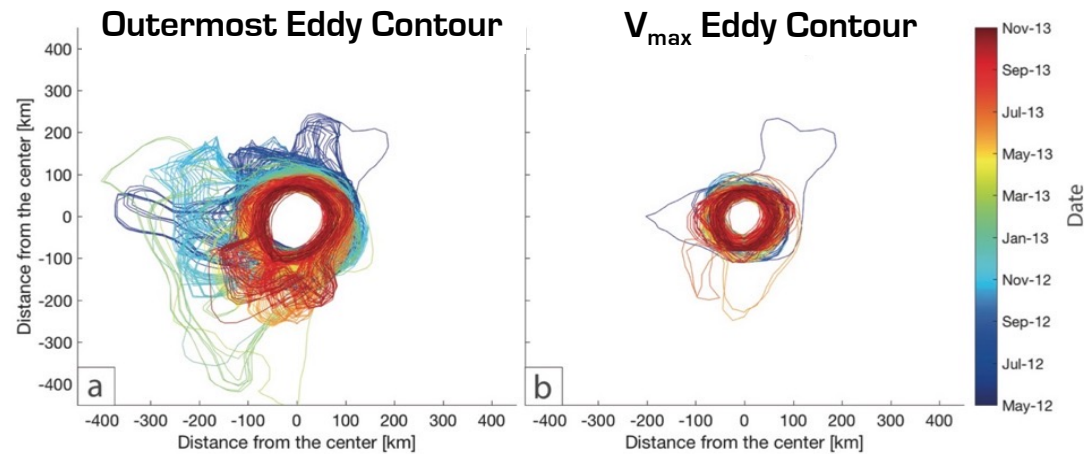 Outermost Eddy Contour
V_max Eddy Contour
400
300
200
100
0
-100
-200
-300
-400
Distance from the center [km]
a
-400 -300 -200 -100 0 100 200 300 400
Distance from the center [km]
b
-400 -300 -200 -100 0 100 200 300 400
Distance from the center [km]
Nov-13
Sep-13
Jul-13
May-13
Mar-13
Jan-13
Nov-12
Sep-12
Jul-12
May-12
Date